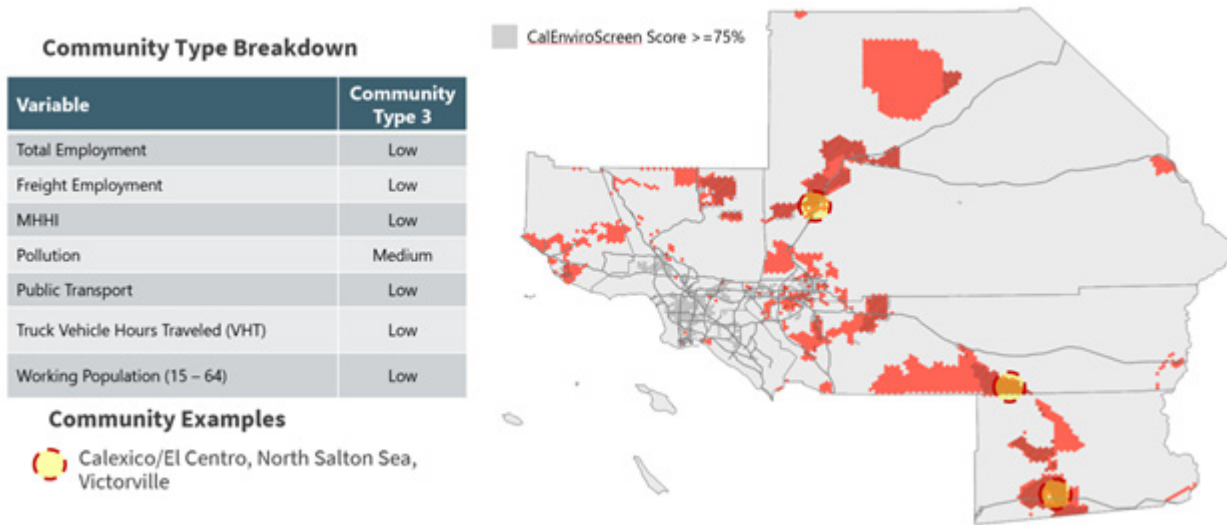 Community Type Breakdown
Variable
Community
Type 3
Total Employment
Low
Freight Employment
Low
MHHI
Low
Pollution
Medium
Public Transport
Low
Truck Vehicle Hours Traveled (VHT)
Low
Working Population (15 – 64)
Low
Community Examples
Calexico/El Centro, North Salton Sea,
Victorville
CalEnviroScreen Score >=75%